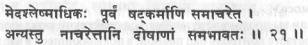 मेदश्लेष्माधिकः पूर्वं षट्कर्माणि समाचरेत् ।
अन्यस्तु नाचरेत्तानि दोषाणां समभावतः ॥ २१ ॥